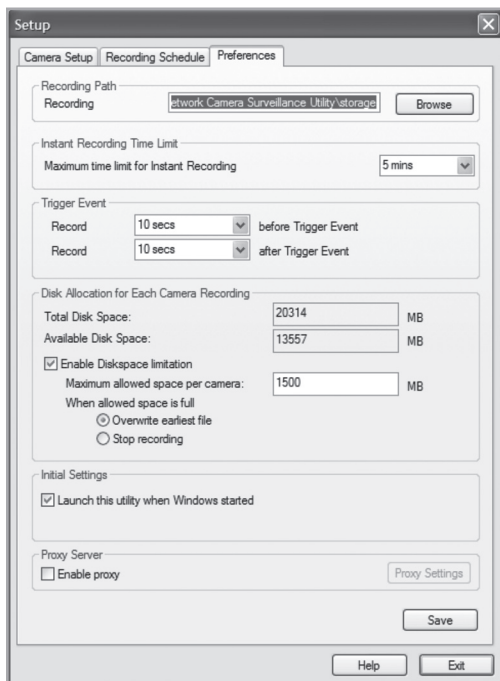 Setup
Camera Setup Recording Schedule Preferences
Recording Path
Recording etwork Camera Surveillance Utility\storage Browse
Instant Recording Time Limit
Maximum time limit for Instant Recording 5 mins
Trigger Event
Record 10 secs before Trigger Event
Record 10 secs after Trigger Event
Disk Allocation for Each Camera Recording
Total Disk Space: 20314 MB
Available Disk Space: 13557 MB
Enable Diskspace limitation
Maximum allowed space per camera: 1500 MB
When allowed space is full
Overwrite earliest file
Stop recording
Initial Settings
Launch this utility when Windows started
Proxy Server
Enable proxy Proxy Settings
Save
Help Exit